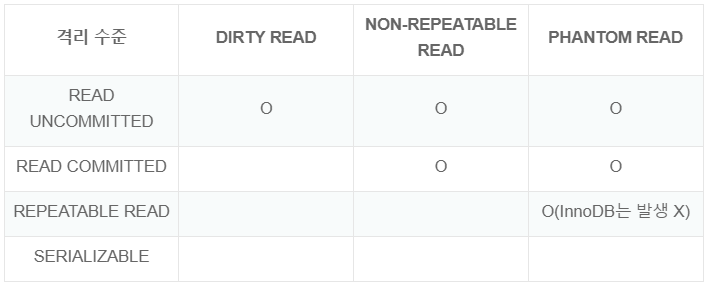 격리 수준 DIRTY READ NON-REPEATABLE READ PHANTOM READ
READ UNCOMMITTED O O O
READ COMMITTED O O
REPEATABLE READ O(InnoDB는 발생 X)
SERIALIZABLE